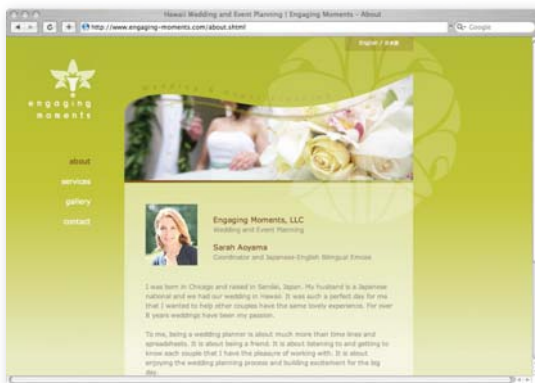 Hawaii Wedding and Event Planning | Engaging Moments - About
http://www.engaging-moments.com/about.shtml
Google
English /
engaging
moments
wedding & event planning
about
services
gallery
contact
Engaging Moments, LLC
Wedding and Event Planning
Sarah Aoyama
Coordinator and Japanese-English Bilingual Emcee
I was born in Chicago and raised in Sendai, Japan. My husband is a Japanese
national and we had our wedding in Hawaii. It was such a perfect day for me
that I wanted to help other couples have the same lovely experience. For over
8 years weddings have been my passion.
To me, being a wedding planner is about much more than time lines and
spreadsheets. It is about being a friend. It is about listening to and getting to
know each couple that I have the pleasure of working with. It is about
enjoying the wedding planning process and building excitement for the big
day.